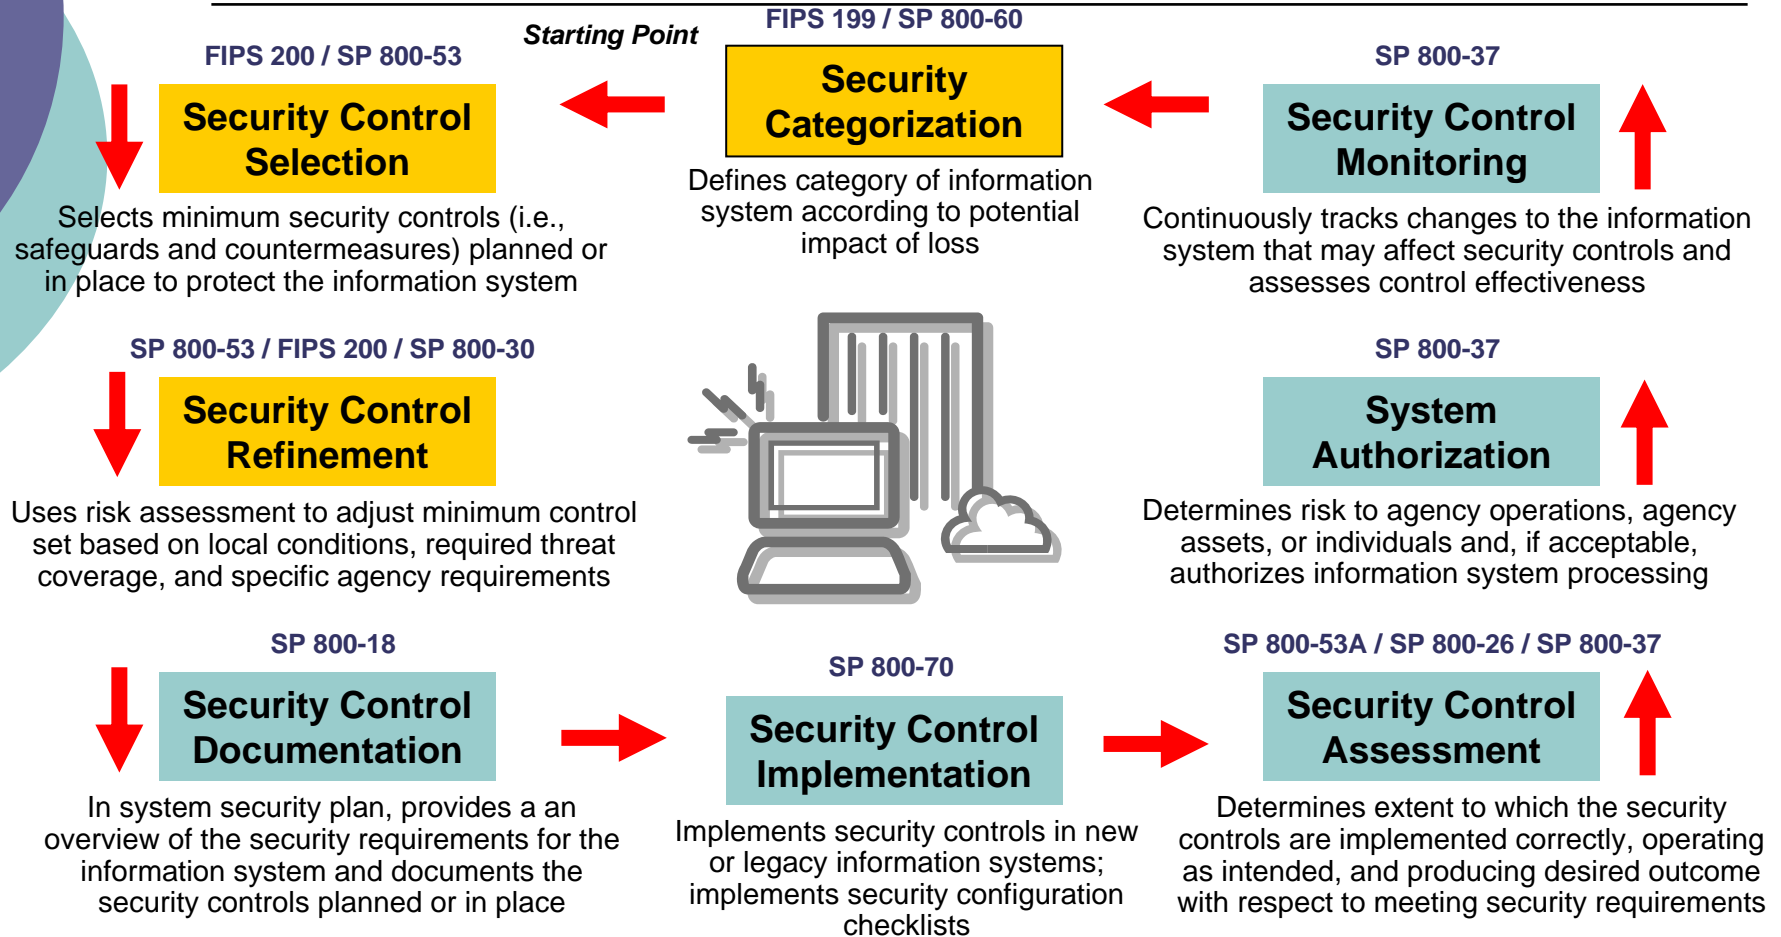 Starting Point
FIPS 199 / SP 800-60
Security
Categorization
Defines category of information
system according to potential
impact of loss
FIPS 200 / SP 800-53
Security Control
Selection
Selects minimum security controls (i.e.,
safeguards and countermeasures) planned or
in place to protect the information system
SP 800-53 / FIPS 200 / SP 800-30
Security Control
Refinement
Uses risk assessment to adjust minimum control
set based on local conditions, required threat
coverage, and specific agency requirements
SP 800-18
Security Control
Documentation
In system security plan, provides a an
overview of the security requirements for the
information system and documents the
security controls planned or in place
SP 800-70
Security Control
Implementation
Implements security controls in new
or legacy information systems;
implements security configuration
checklists
SP 800-53A / SP 800-26 / SP 800-37
Security Control
Assessment
Determines extent to which the security
controls are implemented correctly, operating
as intended, and producing desired outcome
with respect to meeting security requirements
SP 800-37
System
Authorization
Determines risk to agency operations, agency
assets, or individuals and, if acceptable,
authorizes information system processing
SP 800-37
Security Control
Monitoring
Continuously tracks changes to the information
system that may affect security controls and
assesses control effectiveness